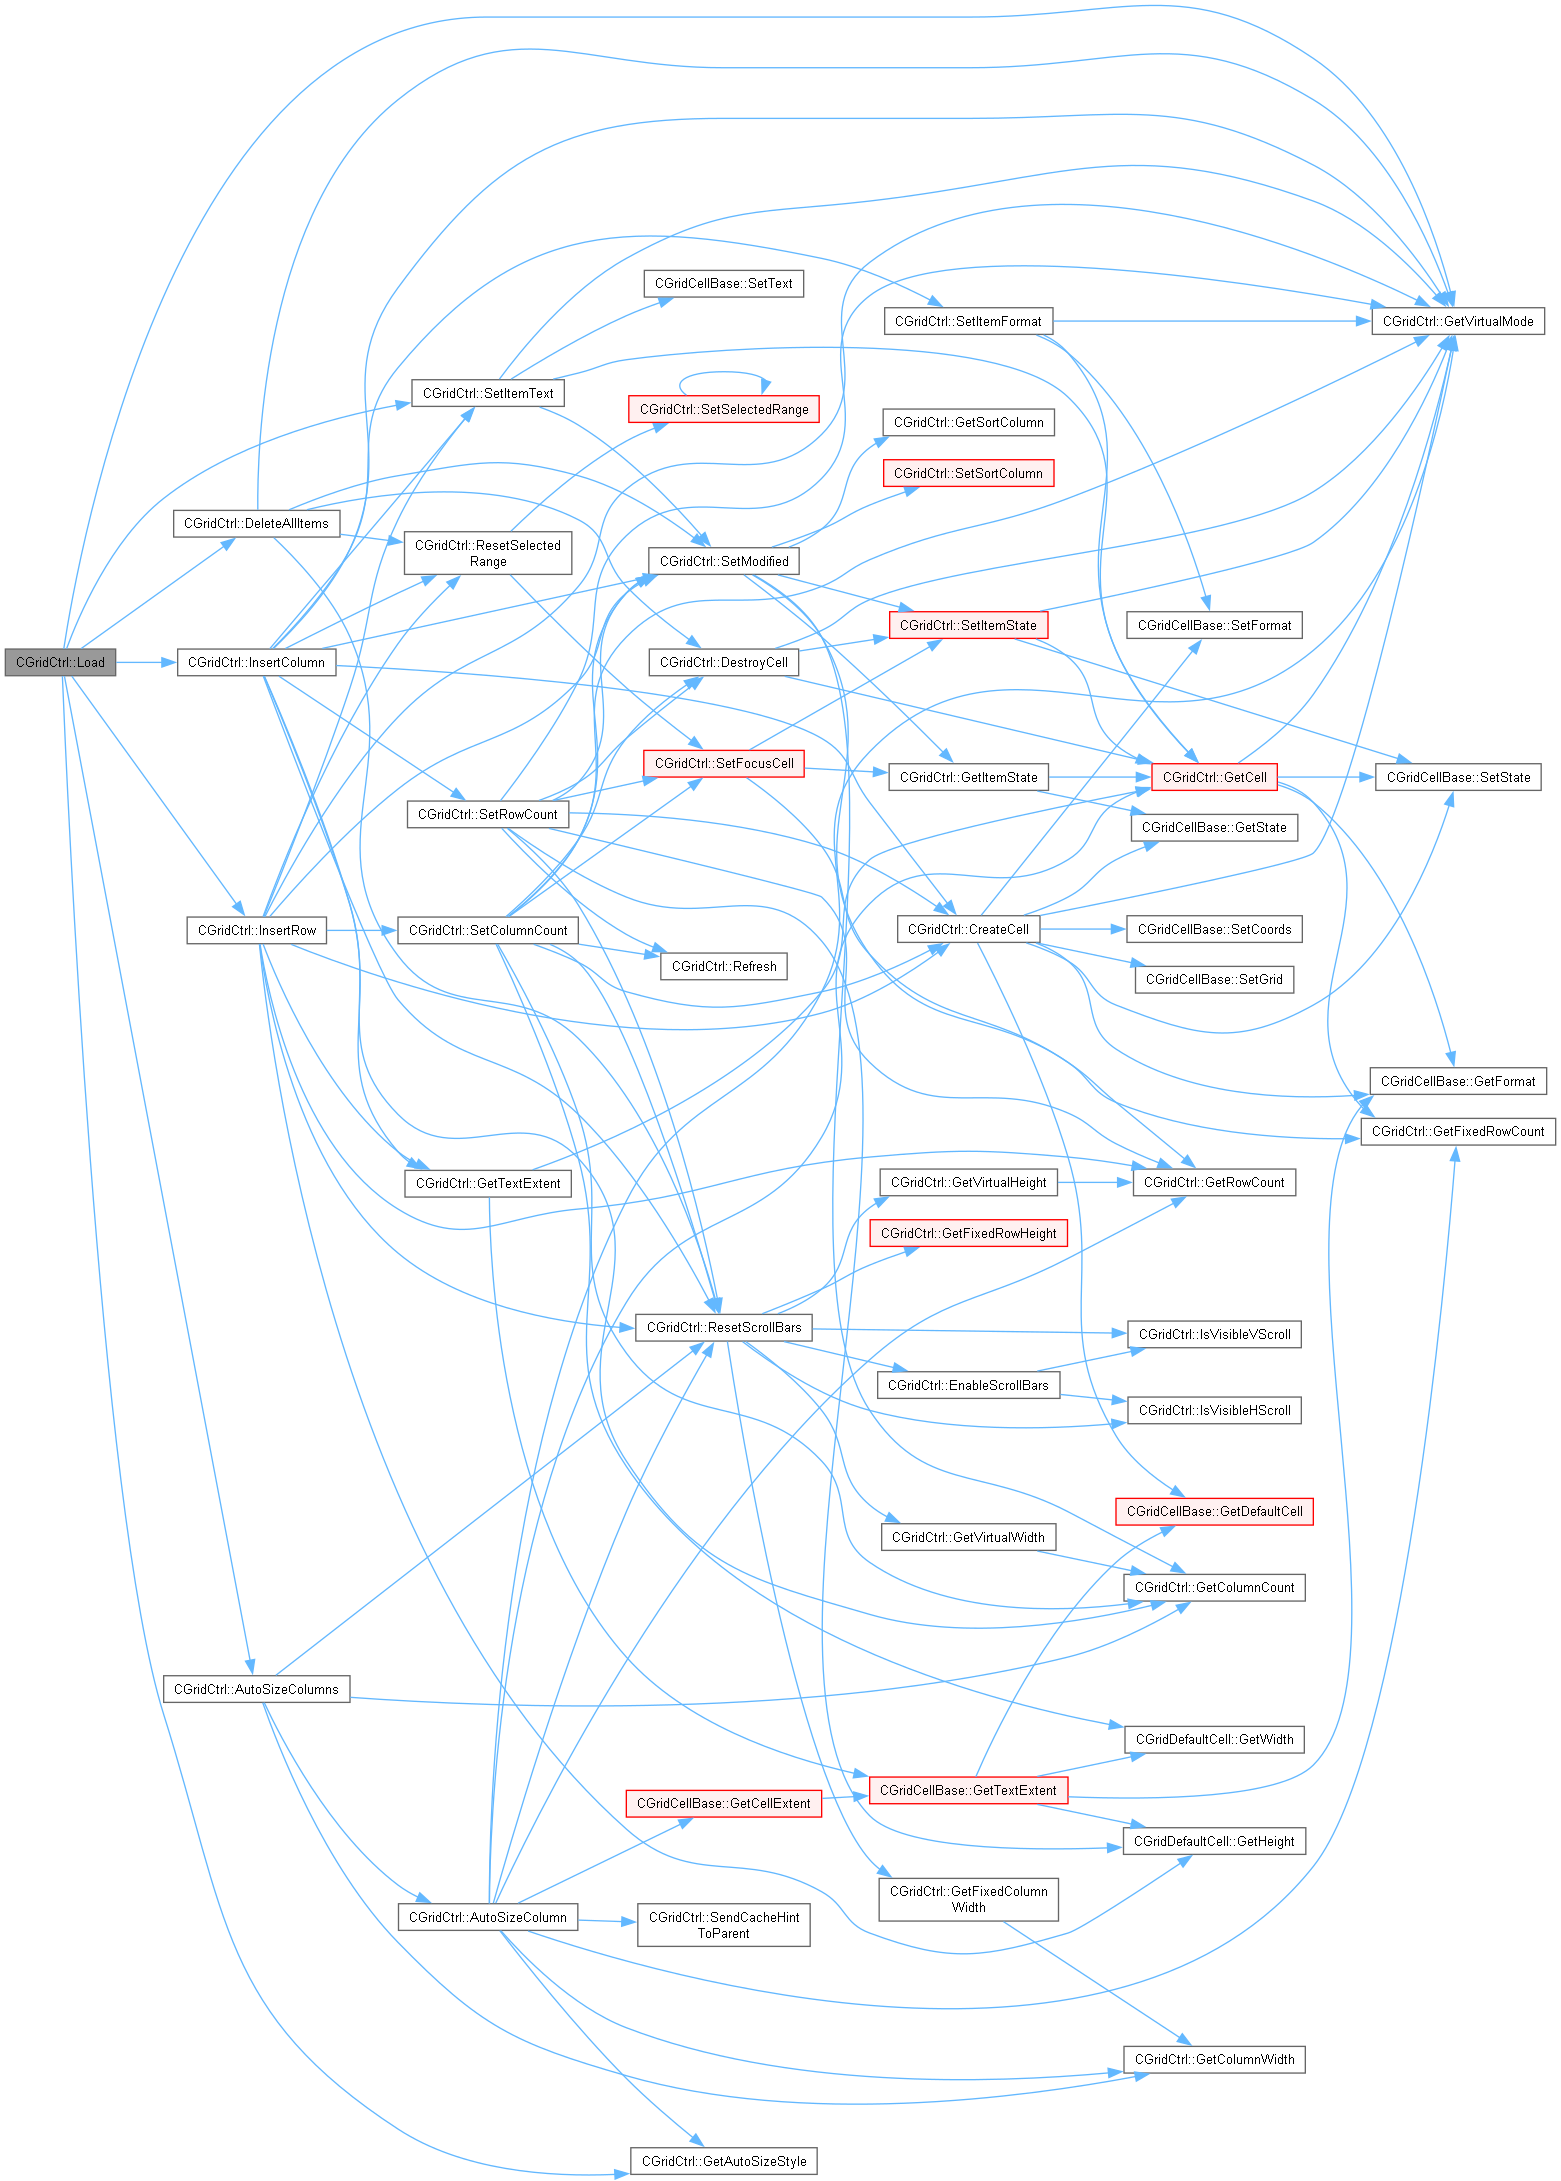 CGridCellBase::SetText
CGridCtrl::SetItemFormat
CGridCtrl::GetVirtualMode
CGridCtrl::SetItemText
CGridCtrl::SetSelectedRange
CGridCtrl::GetSortColumn
CGridCtrl::SetSortColumn
CGridCtrl::DeleteAllItems
CGridCtrl::ResetSelected
Range
CGridCtrl::SetModified
CGridCtrl::SetItemState
CGridCellBase::SetFormat
CGridCtrl::Load
CGridCtrl::InsertColumn
CGridCtrl::DestroyCell
CGridCtrl::SetFocusCell
CGridCtrl::GetItemState
CGridCtrl::GetCell
CGridCellBase::SetState
CGridCtrl::SetRowCount
CGridCellBase::GetState
CGridCtrl::InsertRow
CGridCtrl::SetColumnCount
CGridCtrl::CreateCell
CGridCellBase::SetCoords
CGridCtrl::Refresh
CGridCellBase::SetGrid
CGridCellBase::GetFormat
CGridCtrl::GetFixedRowCount
CGridCtrl::GetTextExtent
CGridCtrl::GetVirtualHeight
CGridCtrl::GetRowCount
CGridCtrl::GetFixedRowHeight
CGridCtrl::ResetScrollBars
CGridCtrl::IsVisibleVScroll
CGridCtrl::EnableScrollBars
CGridCtrl::IsVisibleHScroll
CGridCellBase::GetDefaultCell
CGridCtrl::GetVirtualWidth
CGridCtrl::GetColumnCount
CGridCtrl::AutoSizeColumns
CGridDefaultCell::GetWidth
CGridCellBase::GetCellExtent
CGridCellBase::GetTextExtent
CGridDefaultCell::GetHeight
CGridCtrl::AutoSizeColumn
CGridCtrl::SendCacheHint
ToParent
CGridCtrl::GetFixedColumn
Width
CGridCtrl::GetColumnWidth
CGridCtrl::GetAutoSizeStyle